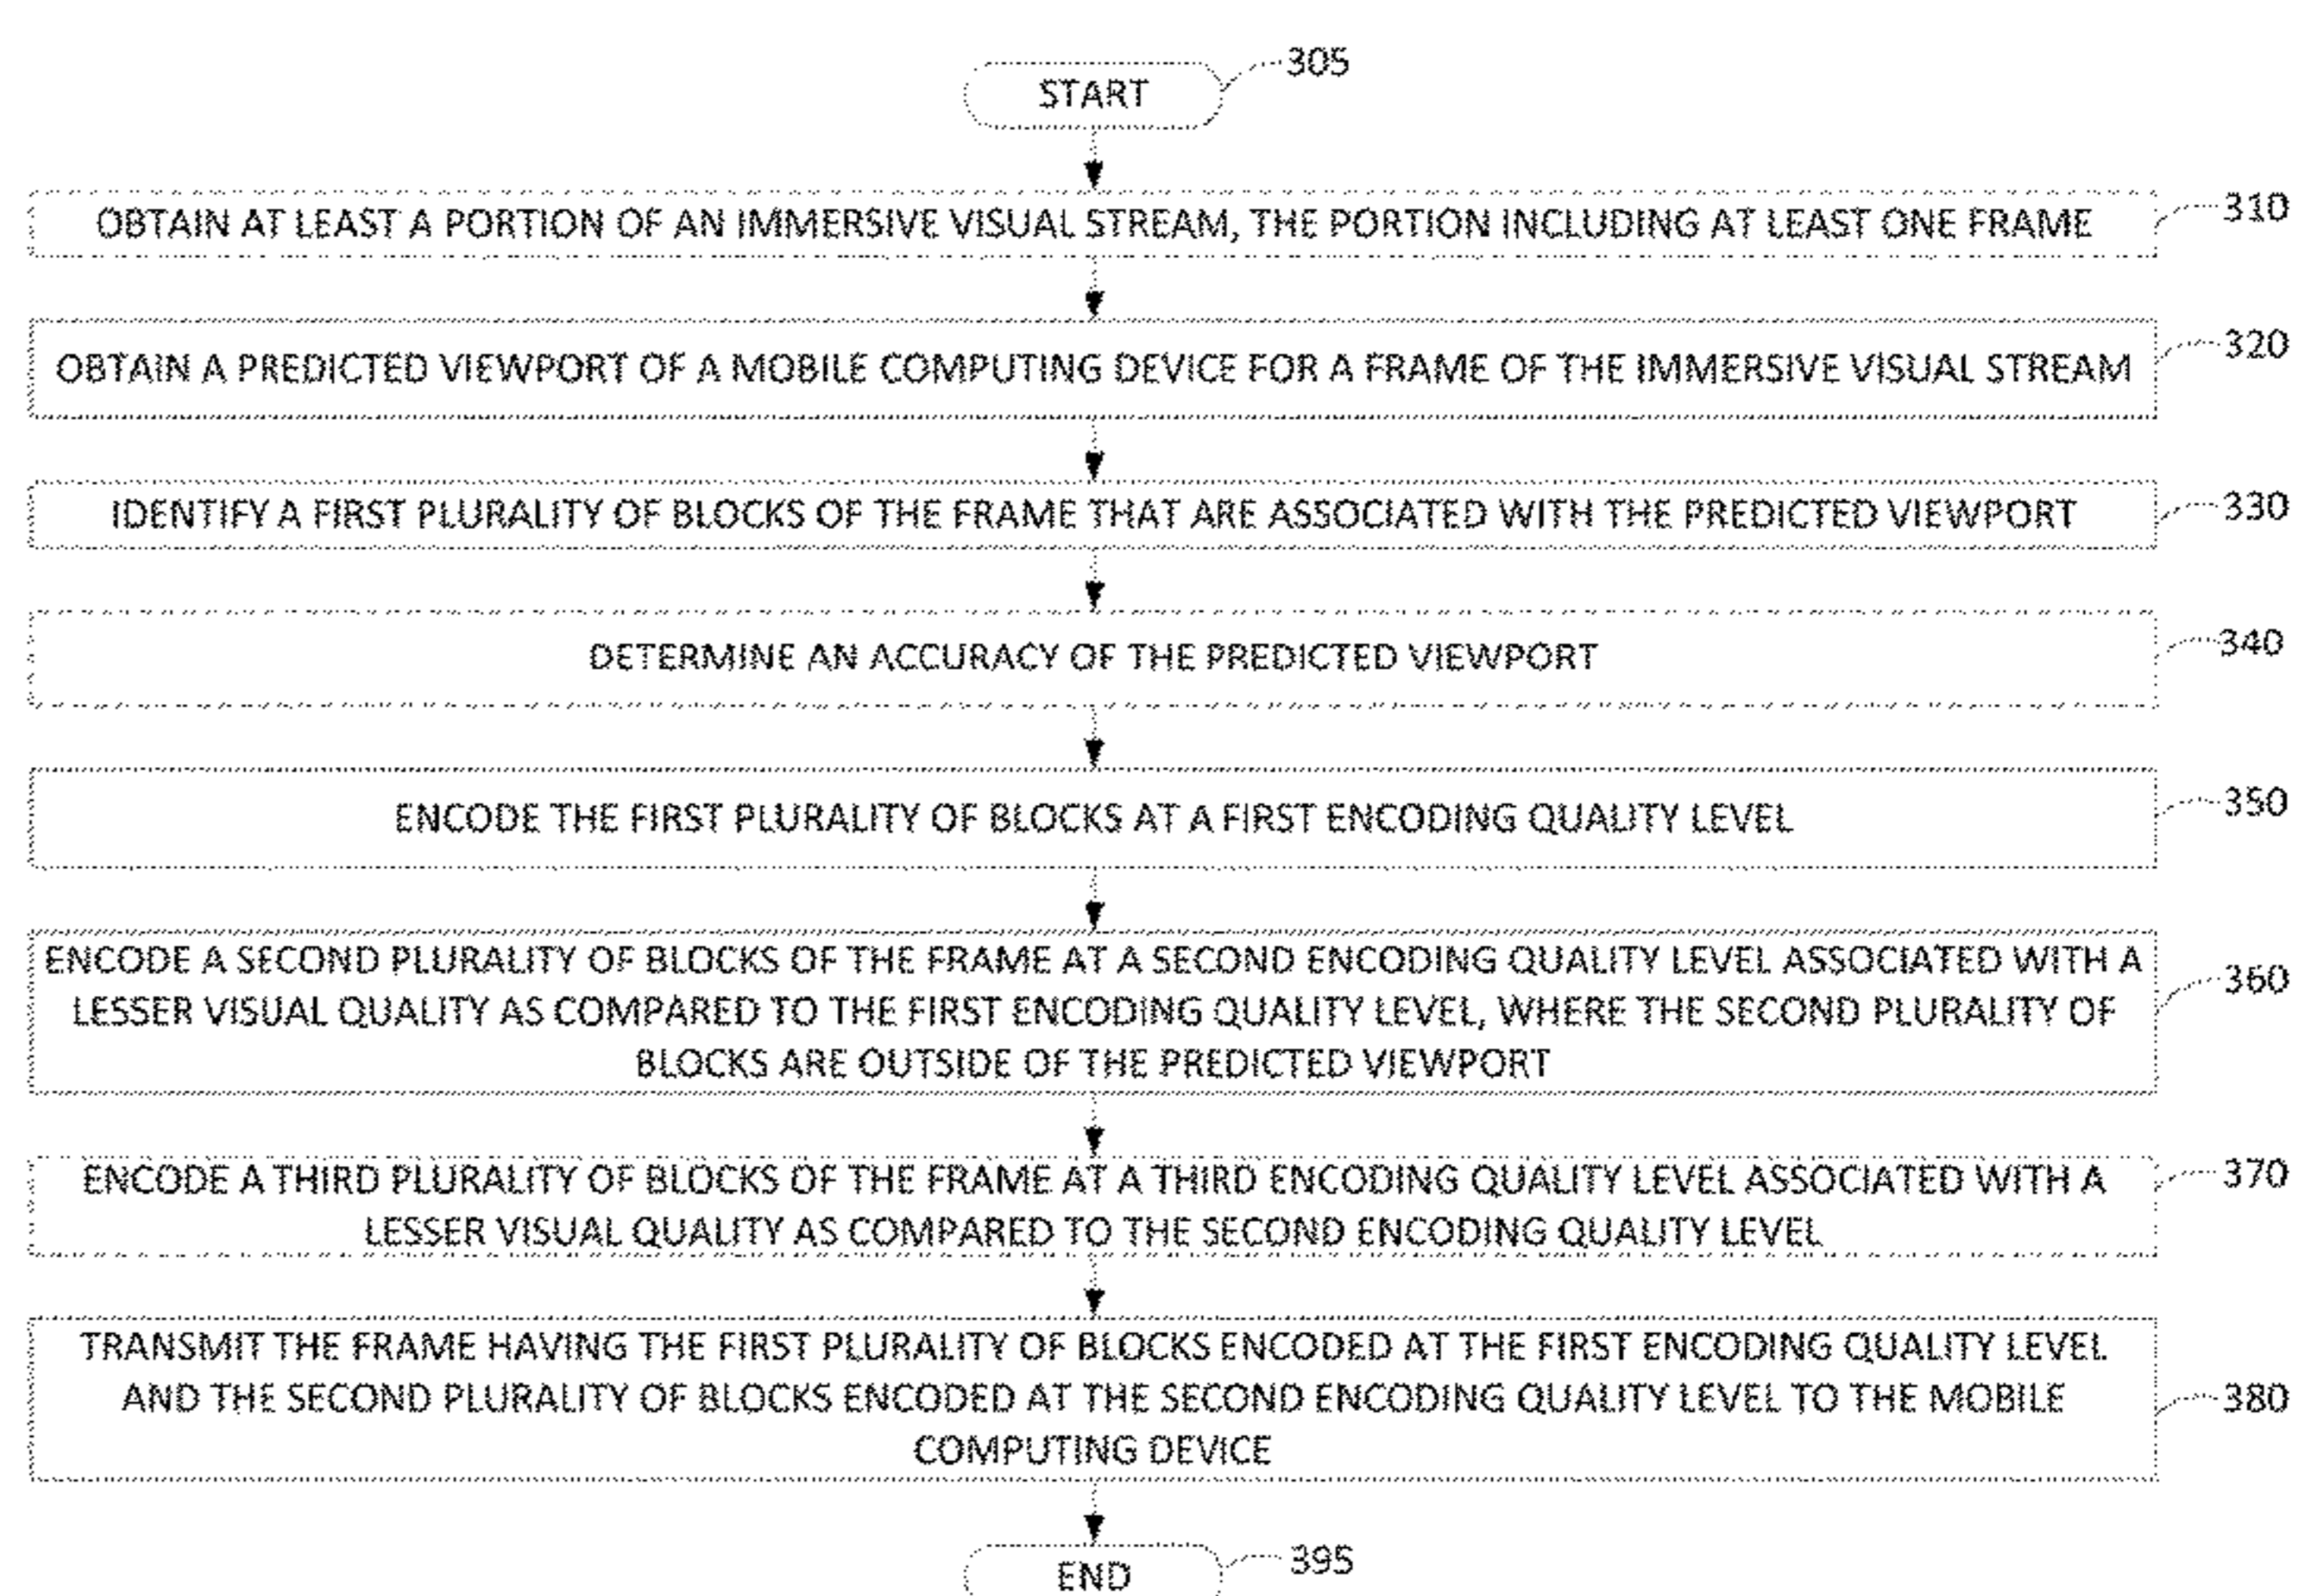 START
305
OBTAIN AT LEAST A PORTION OF AN IMMERSIVE VISUAL STREAM, THE PORTION INCLUDING AT LEAST ONE FRAME
310
OBTAIN A PREDICTED VIEWPORT OF A MOBILE COMPUTING DEVICE FOR A FRAME OF THE IMMERSIVE VISUAL STREAM
320
IDENTIFY A FIRST PLURALITY OF BLOCKS OF THE FRAME THAT ARE ASSOCIATED WITH THE PREDICTED VIEWPORT
330
DETERMINE AN ACCURACY OF THE PREDICTED VIEWPORT
340
ENCODE THE FIRST PLURALITY OF BLOCKS AT A FIRST ENCODING QUALITY LEVEL
350
ENCODE A SECOND PLURALITY OF BLOCKS OF THE FRAME AT A SECOND ENCODING QUALITY LEVEL ASSOCIATED WITH A
LESSER VISUAL QUALITY AS COMPARED TO THE FIRST ENCODING QUALITY LEVEL, WHERE THE SECOND PLURALITY OF
BLOCKS ARE OUTSIDE OF THE PREDICTED VIEWPORT
360
ENCODE A THIRD PLURALITY OF BLOCKS OF THE FRAME AT A THIRD ENCODING QUALITY LEVEL ASSOCIATED WITH A
LESSER VISUAL QUALITY AS COMPARED TO THE SECOND ENCODING QUALITY LEVEL
370
TRANSMIT THE FRAME HAVING THE FIRST PLURALITY OF BLOCKS ENCODED AT THE FIRST ENCODING QUALITY LEVEL
AND THE SECOND PLURALITY OF BLOCKS ENCODED AT THE SECOND ENCODING QUALITY LEVEL TO THE MOBILE
COMPUTING DEVICE
380
END
395